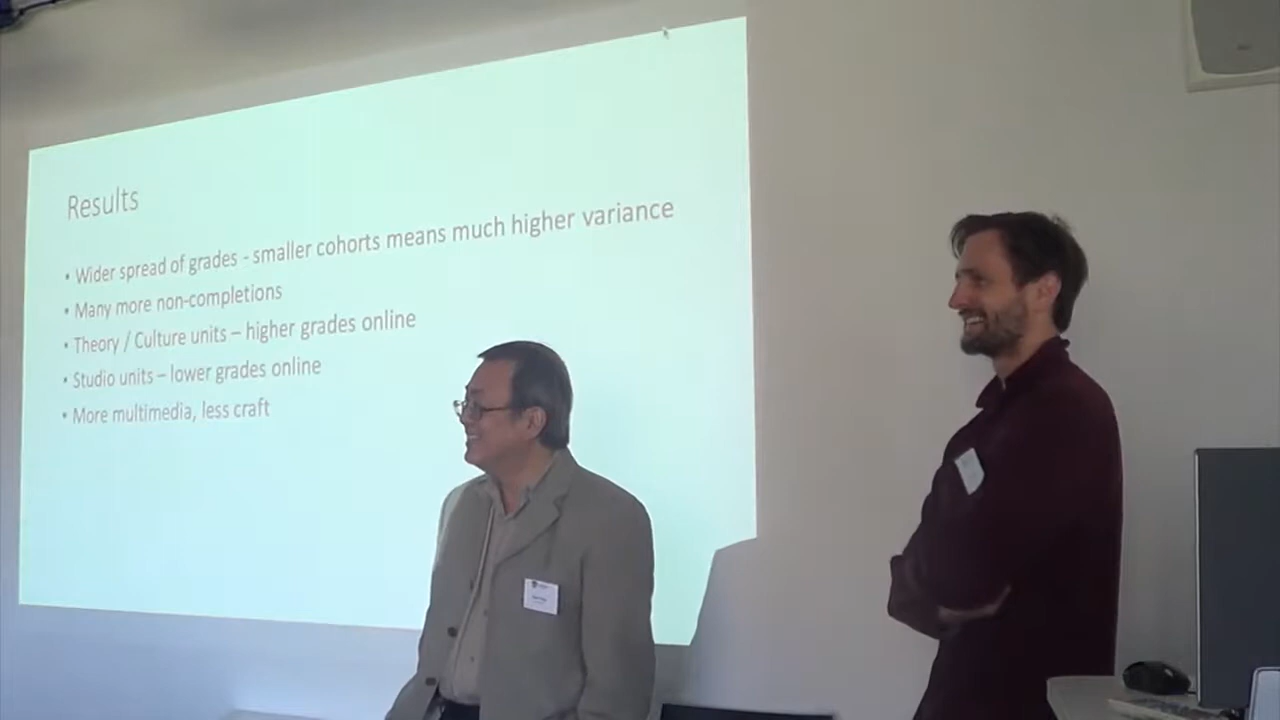 Results
• Wider spread of grades - smaller cohorts means much higher variance
• Many more non-completions
• Theory / Culture units – higher grades online
• Studio units – lower grades online
• More multimedia, less craft